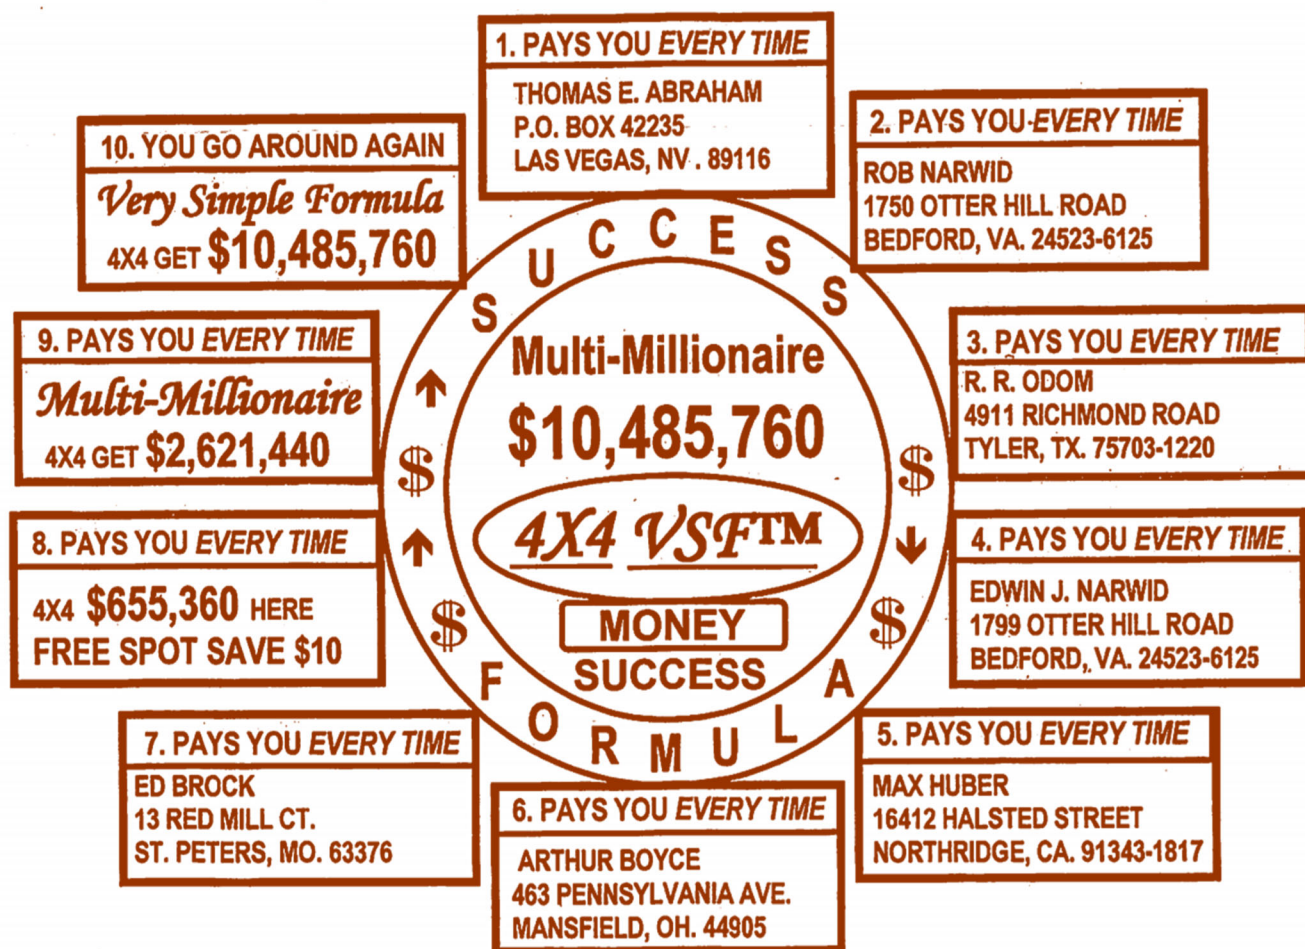 1. PAYS YOU EVERY TIME
THOMAS E. ABRAHAM
P.O. BOX 42235
LAS VEGAS, NV . 89116
2. PAYS YOU EVERY TIME
ROB NARWID
1750 OTTER HILL ROAD
BEDFORD, VA. 24523-6125
3. PAYS YOU EVERY TIME
R. R. ODOM
4911 RICHMOND ROAD
TYLER, TX. 75703-1220
4. PAYS YOU EVERY TIME
EDWIN J. NARWID
1799 OTTER HILL ROAD
BEDFORD, VA. 24523-6125
5. PAYS YOU EVERY TIME
MAX HUBER
16412 HALSTED STREET
NORTHRIDGE, CA. 91343-1817
6. PAYS YOU EVERY TIME
ARTHUR BOYCE
463 PENNSYLVANIA AVE.
MANSFIELD, OH. 44905
7. PAYS YOU EVERY TIME
ED BROCK
13 RED MILL CT.
ST. PETERS, MO. 63376
8. PAYS YOU EVERY TIME
4X4 $655,360 HERE
FREE SPOT SAVE $10
9. PAYS YOU EVERY TIME
Multi-Millionaire
4X4 GET $2,621,440
10. YOU GO AROUND AGAIN
Very Simple Formula
4X4 GET $10,485,760
SUCCESS
$ $
$ $
FORMULA
Multi-Millionaire
$10,485,760
4X4 VSF™
MONEY
SUCCESS